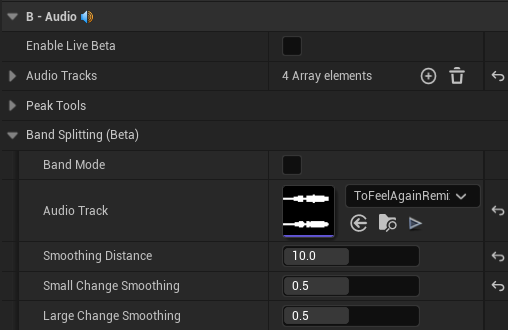 B - Audio
Enable Live Beta
Audio Tracks 4 Array elements
Peak Tools
Band Splitting (Beta)
Band Mode
Audio Track ToFeelAgainRemi
Smoothing Distance 10.0
Small Change Smoothing 0.5
Large Change Smoothing 0.5